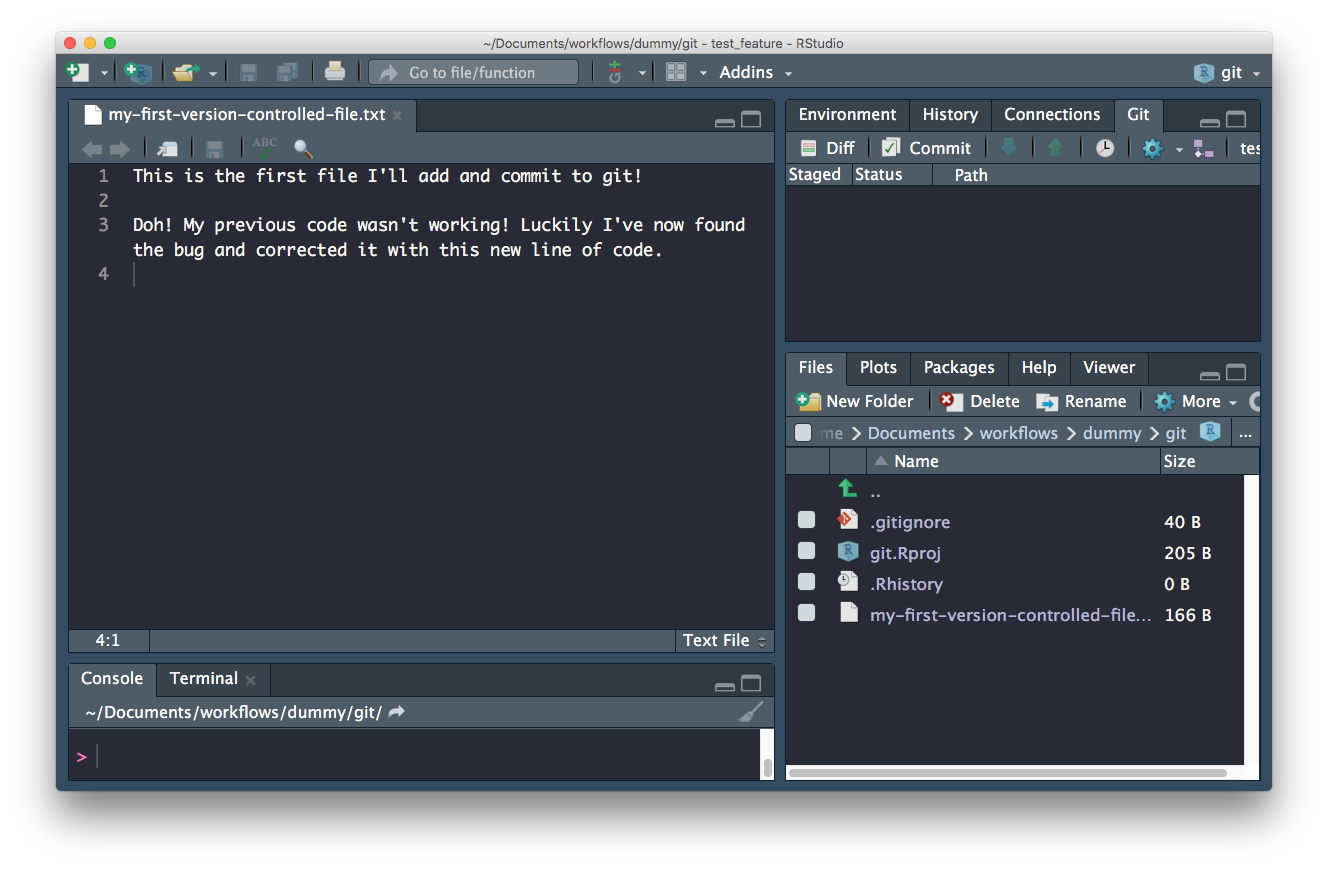 ~/Documents/workflows/dummy/git - test_feature - RStudio
Go to file/function
Addins
git
my-first-version-controlled-file.txt
ABC
1 This is the first file I'll add and commit to git!
2
3 Doh! My previous code wasn't working! Luckily I've now found
the bug and corrected it with this new line of code.
4
4:1 Text File
Console Terminal
~/Documents/workflows/dummy/git/
>
Environment History Connections Git
Diff Commit tes
Staged Status Path
Files Plots Packages Help Viewer
New Folder Delete Rename More
me > Documents > workflows > dummy > git ...
Name Size
..
.gitignore 40 B
git.Rproj 205 B
.Rhistory 0 B
my-first-version-controlled-file... 166 B